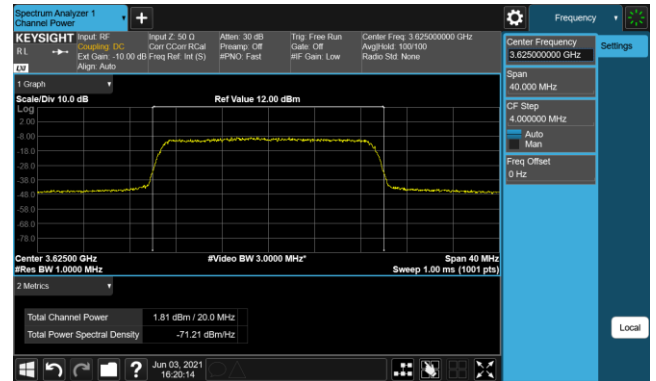 Spectrum Analyzer 1
Channel Power
Frequency
KEYSIGHT
RL
LXI
Input: RF
Coupling: DC
Ext Gain: -10.00 dB
Align: Auto
Input Z: 50 Ω
Corr CCorr RCal
Freq Ref: Int (S)
Atten: 30 dB
Preamp: Off
#PNO: Fast
Trig: Free Run
Gate: Off
#IF Gain: Low
Center Freq: 3.625000000 GHz
Avg|Hold: 100/100
Radio Std: None
1 Graph
Scale/Div 10.0 dB
Ref Value 12.00 dBm
Log
2.00
-8.00
-18.0
-28.0
-38.0
-48.0
-58.0
-68.0
-78.0
Center 3.62500 GHz
#Video BW 3.0000 MHz*
Span 40 MHz
#Res BW 1.0000 MHz
Sweep 1.00 ms (1001 pts)
2 Metrics
Total Channel Power 1.81 dBm / 20.0 MHz
Total Power Spectral Density -71.21 dBm/Hz
Center Frequency
3.625000000 GHz
Settings
Span
40.000 MHz
CF Step
4.000000 MHz
Auto
Man
Freq Offset
0 Hz
Local
?
Jun 03, 2021
16:20:14